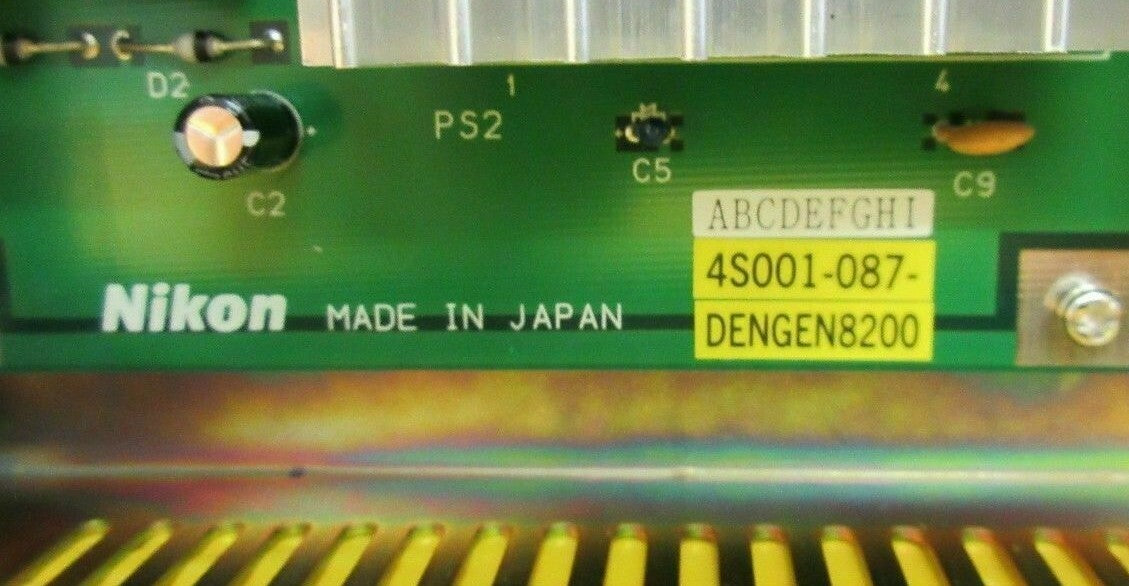 D2
1
4
PS2
C5
C9
C2
ABCDEFGHI
4S001-087-
DENGEN8200
Nikon MADE IN JAPAN